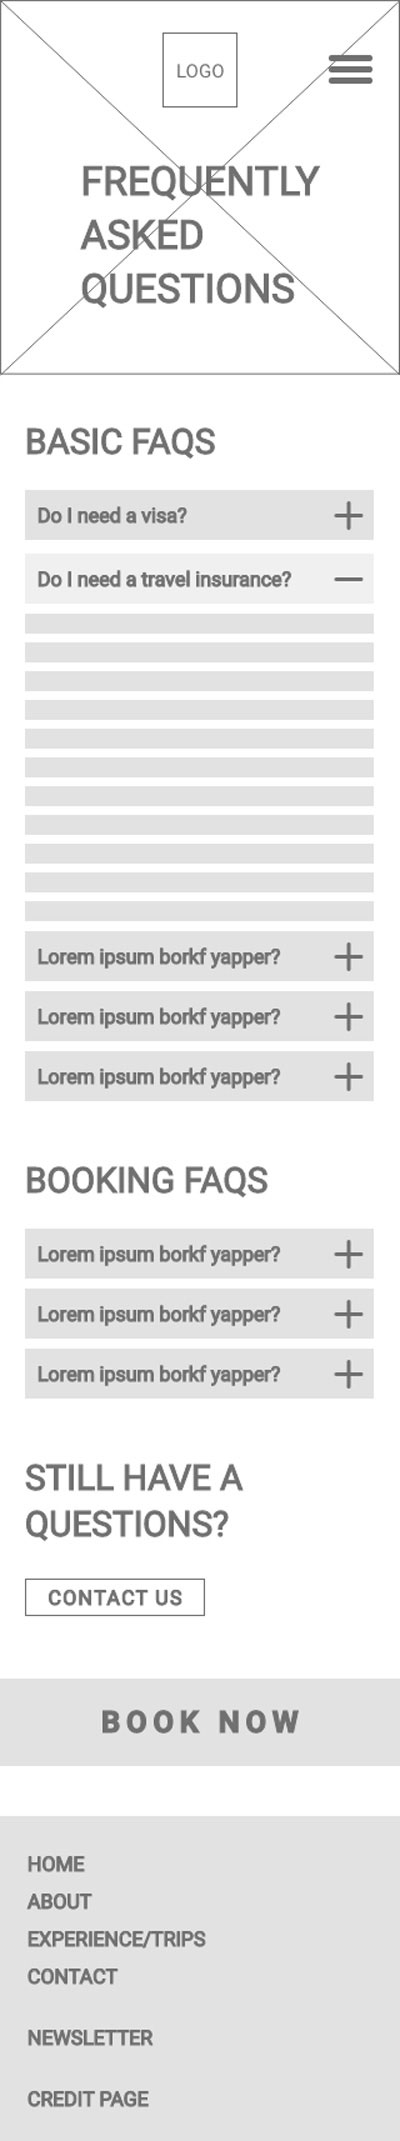 LOGO
FREQUENTLY
ASKED
QUESTIONS
BASIC FAQS
Do I need a visa?
Do I need a travel insurance?
Lorem ipsum borkf yapper?
Lorem ipsum borkf yapper?
Lorem ipsum borkf yapper?
BOOKING FAQS
Lorem ipsum borkf yapper?
Lorem ipsum borkf yapper?
Lorem ipsum borkf yapper?
STILL HAVE A
QUESTIONS?
CONTACT US
BOOK NOW
HOME
ABOUT
EXPERIENCE/TRIPS
CONTACT
NEWSLETTER
CREDIT PAGE